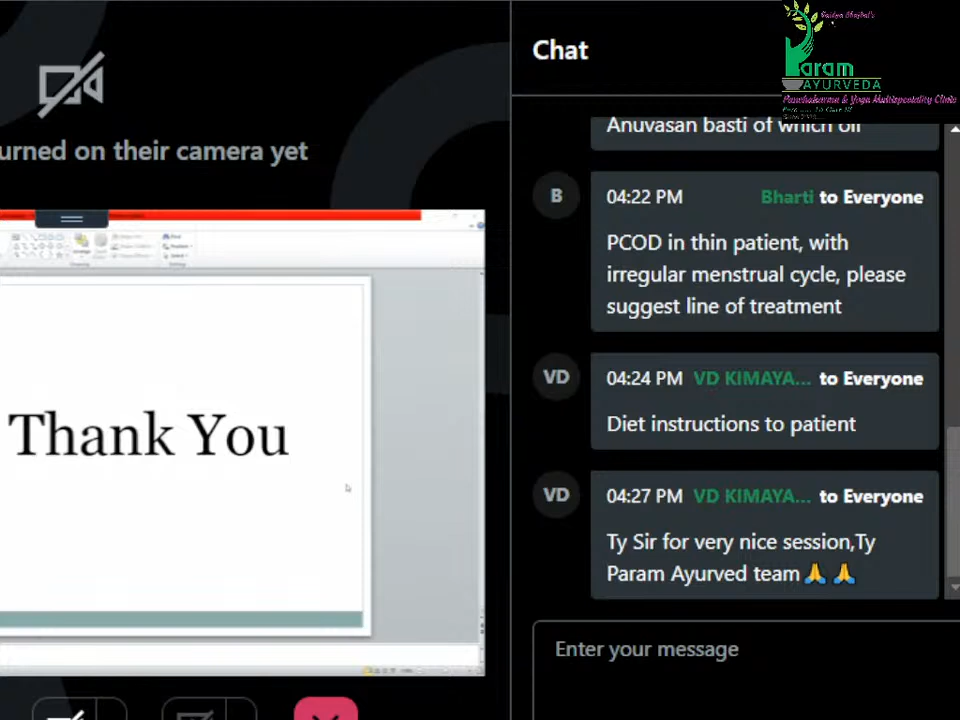 Chat
Param
AYURVEDA
Panchakarma & Yoga Multispeciality Clinic
urned on their camera yet
Anuvasan basti of which oil
B
04:22 PM Bharti to Everyone
PCOD in thin patient, with
irregular menstrual cycle, please
suggest line of treatment
VD
04:24 PM VD KIMAYA... to Everyone
Diet instructions to patient
VD
04:27 PM VD KIMAYA... to Everyone
Ty Sir for very nice session,Ty
Param Ayurved team🙏 🙏
Enter your message
Thank You